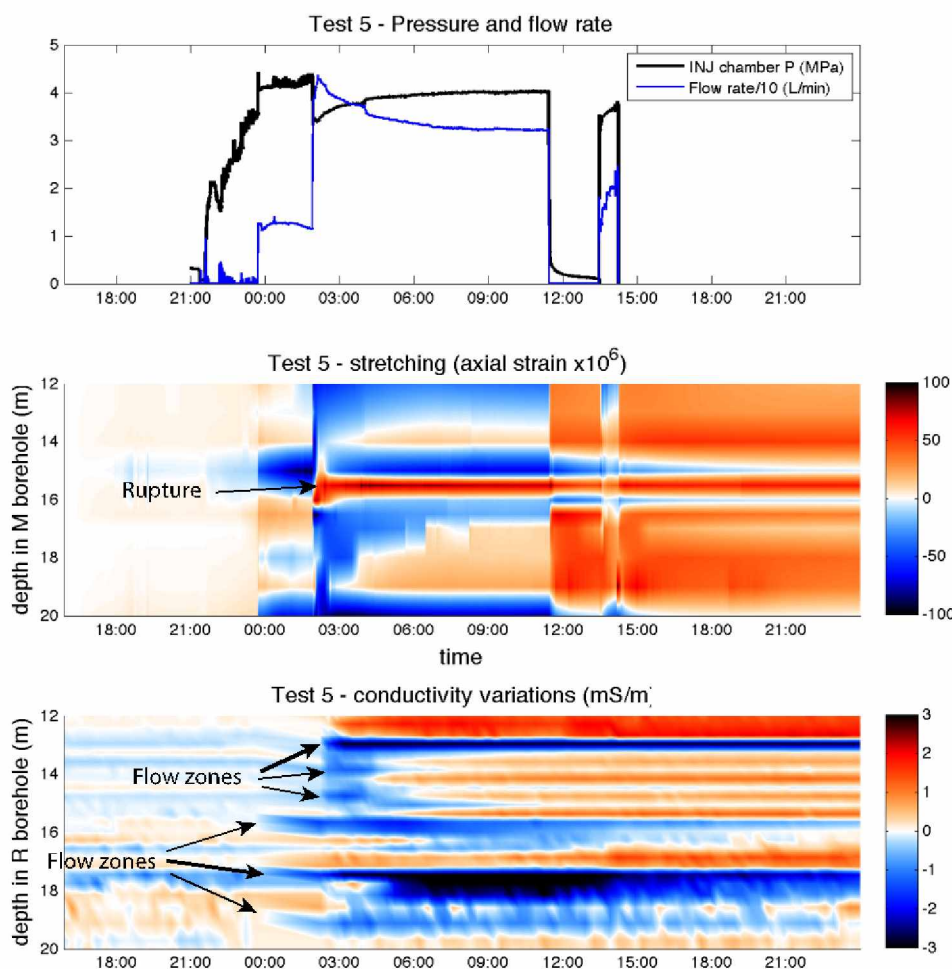 Test 5 - Pressure and flow rate
5
4
3
2
1
0
INJ chamber P (MPa)
Flow rate/10 (L/min)
18:00 21:00 00:00 03:00 06:00 09:00 12:00 15:00 18:00 21:00
Test 5 - stretching (axial strain x10^6)
depth in M borehole (m)
12
14
16
18
20
Rupture
100
50
0
-50
-100
18:00 21:00 00:00 03:00 06:00 09:00 12:00 15:00 18:00 21:00
time
Test 5 - conductivity variations (mS/m)
depth in R borehole (m)
12
14
16
18
20
Flow zones
Flow zones
3
2
1
0
-1
-2
-3
18:00 21:00 00:00 03:00 06:00 09:00 12:00 15:00 18:00 21:00